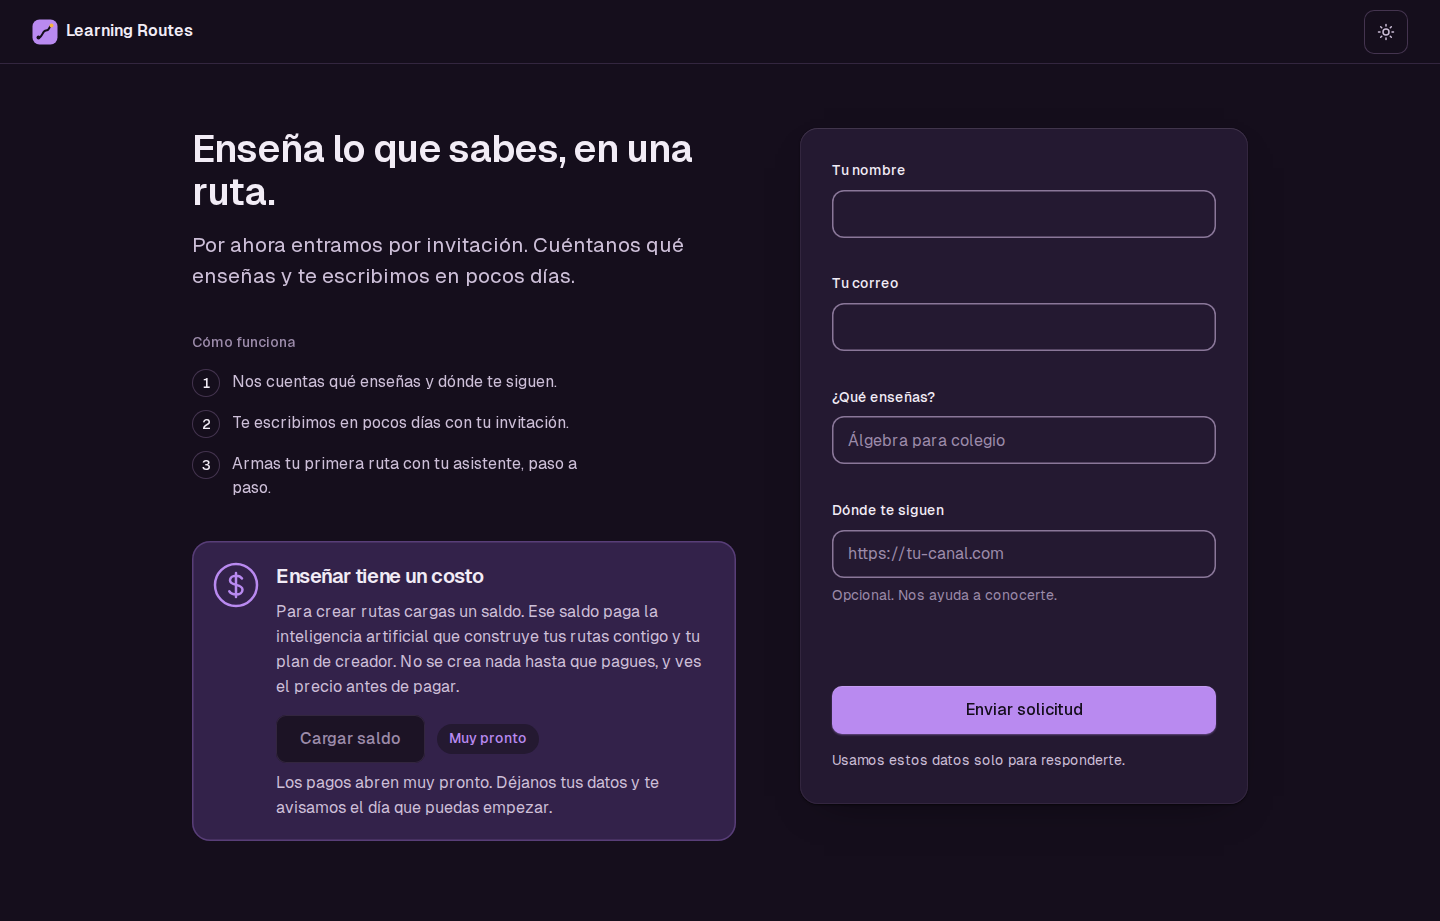 Learning Routes
Enseña lo que sabes, en una
ruta.
Por ahora entramos por invitación. Cuéntanos qué
enseñas y te escribimos en pocos días.
Cómo funciona
1 Nos cuentas qué enseñas y dónde te siguen.
2 Te escribimos en pocos días con tu invitación.
3 Armas tu primera ruta con tu asistente, paso a
paso.
$
Enseñar tiene un costo
Para crear rutas cargas un saldo. Ese saldo paga la
inteligencia artificial que construye tus rutas contigo y tu
plan de creador. No se crea nada hasta que pagues, y ves
el precio antes de pagar.
Cargar saldo Muy pronto
Los pagos abren muy pronto. Déjanos tus datos y te
avisamos el día que puedas empezar.
Tu nombre
Tu correo
¿Qué enseñas?
Álgebra para colegio
Dónde te siguen
https://tu-canal.com
Opcional. Nos ayuda a conocerte.
Enviar solicitud
Usamos estos datos solo para responderte.